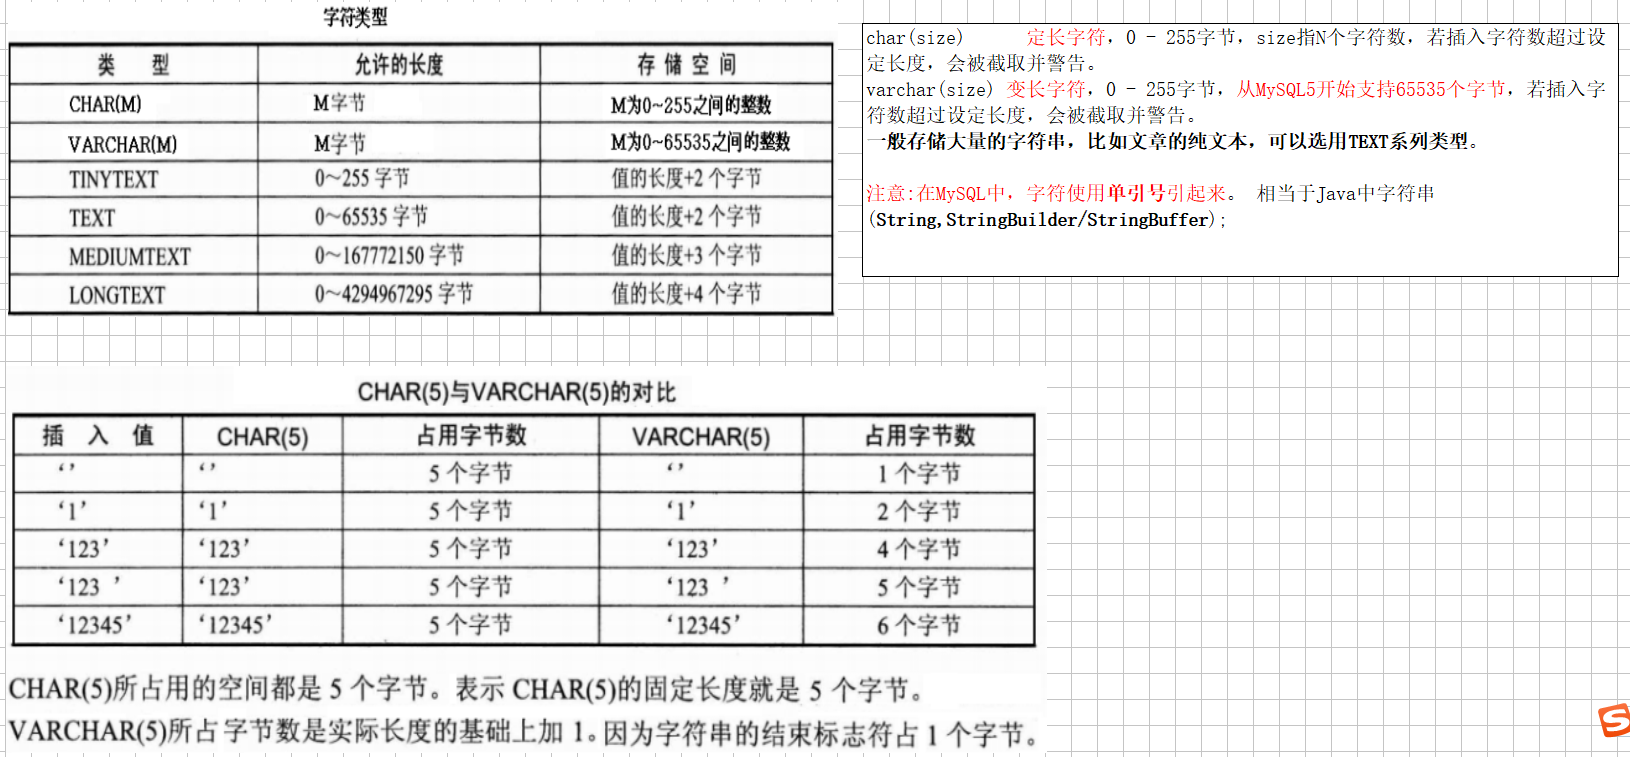 字符类型
类 型 允许的长度 存 储 空 间
CHAR(M) M字节 M为0~255之间的整数
VARCHAR(M) M字节 M为0~65535之间的整数
TINYTEXT 0~255 字节 值的长度+2 个字节
TEXT 0~65535 字节 值的长度+2 个字节
MEDIUMTEXT 0~167772150 字节 值的长度+3 个字节
LONGTEXT 0~4294967295 字节 值的长度+4 个字节
char(size) 定长字符，0 - 255字节，size指N个字符数，若插入字符数超过设
定长度，会被截取并警告。
varchar(size) 变长字符，0 - 255字节，从MySQL5开始支持65535个字节，若插入字
符数超过设定长度，会被截取并警告。
一般存储大量的字符串，比如文章的纯文本，可以选用TEXT系列类型。
注意:在MySQL中，字符使用单引号引起来。 相当于Java中字符串
(String,StringBuilder/StringBuffer);
CHAR(5)与VARCHAR(5)的对比
插 入 值 CHAR(5) 占用字节数 VARCHAR(5) 占用字节数
‘’ ‘’ 5 个字节 ‘’ 1 个字节
‘1’ ‘1’ 5 个字节 ‘1’ 2 个字节
‘123’ ‘123’ 5 个字节 ‘123’ 4 个字节
‘123 ’ ‘123’ 5 个字节 ‘123 ’ 5 个字节
‘12345’ ‘12345’ 5 个字节 ‘12345’ 6 个字节
CHAR(5)所占用的空间都是 5 个字节。表示 CHAR(5)的固定长度就是 5 个字节。
VARCHAR(5)所占字节数是实际长度的基础上加 1。因为字符串的结束标志符占 1 个字节。
S